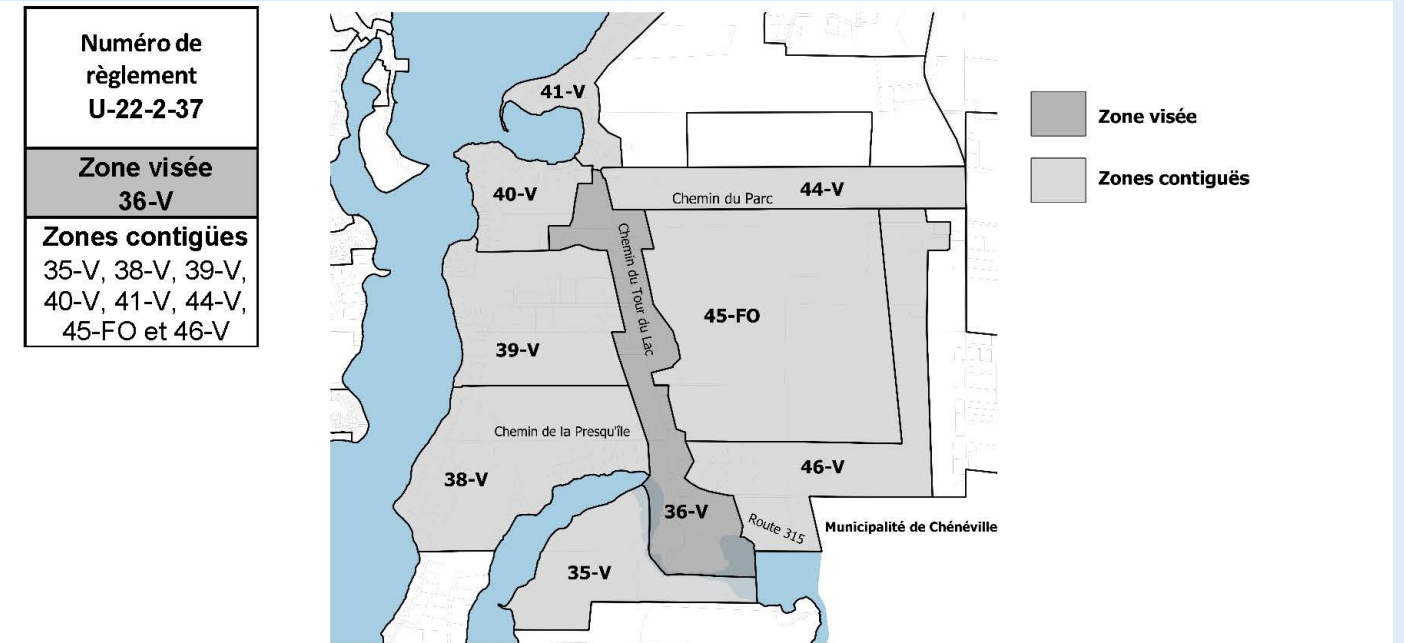 Numéro de
règlement
U-22-2-37
Zone visée
36-V
Zones contigües
35-V, 38-V, 39-V,
40-V, 41-V, 44-V,
45-FO et 46-V
41-V
40-V
44-V
Chemin du Parc
Chemin du Tour du Lac
45-FO
39-V
Chemin de la Presqu'île
46-V
38-V
36-V
Route 315
Municipalité de Chénéville
35-V
Zone visée
Zones contiguës